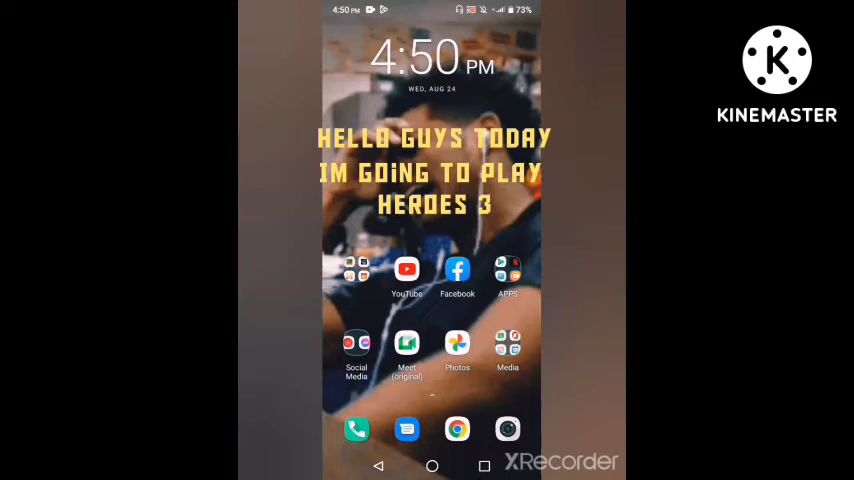 4:50 PM
73%
4:50 PM
WED, AUG 24
HELLO GUYS TODAY
IM GOING TO PLAY
HEROES 3
YouTube
Facebook
APPS
Social
Media
Meet
(original)
Photos
Media
XRecorder
KINEMASTER